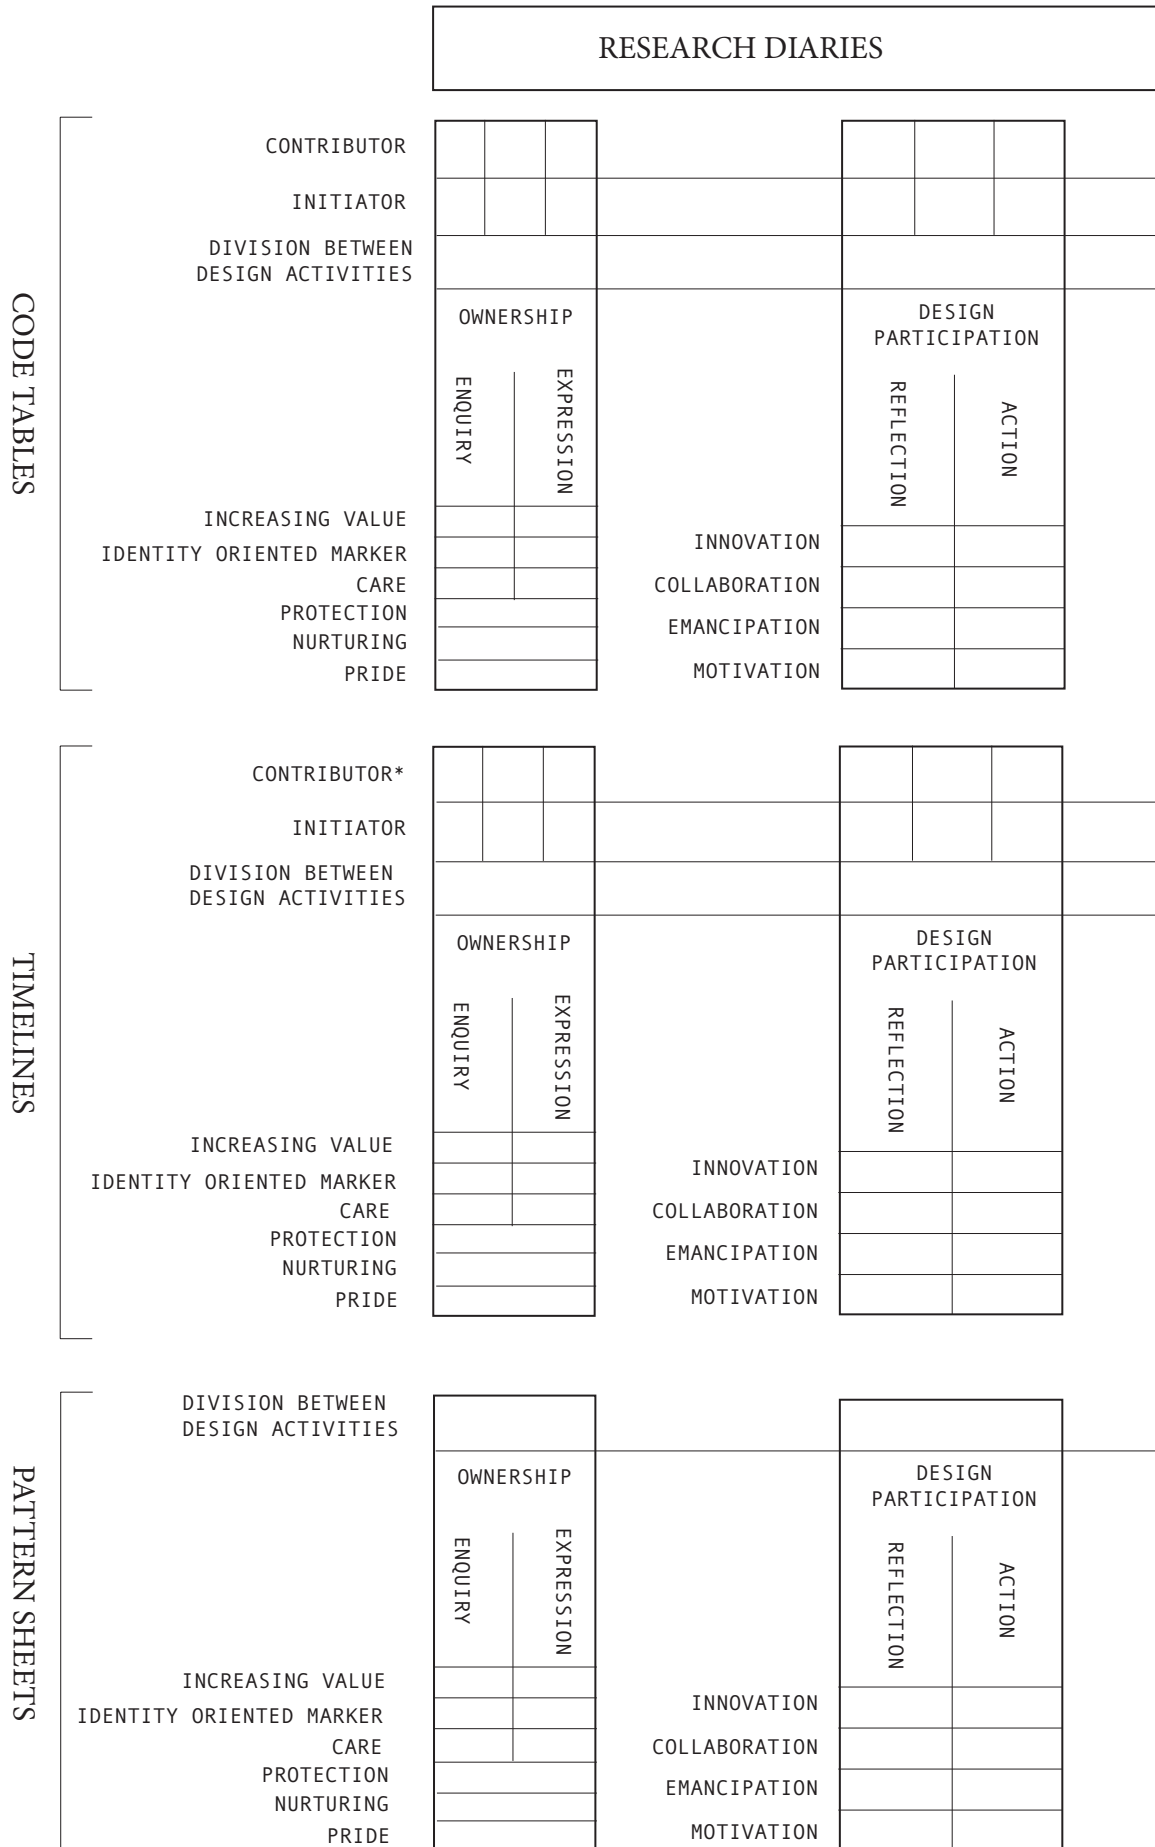 RESEARCH DIARIES
CODE TABLES
CONTRIBUTOR
INITIATOR
DIVISION BETWEEN
DESIGN ACTIVITIES
OWNERSHIP
ENQUIRY
EXPRESSION
INCREASING VALUE
IDENTITY ORIENTED MARKER
CARE
PROTECTION
NURTURING
PRIDE
DESIGN
PARTICIPATION
REFLECTION
ACTION
INNOVATION
COLLABORATION
EMANCIPATION
MOTIVATION
TIMELINES
CONTRIBUTOR*
INITIATOR
DIVISION BETWEEN
DESIGN ACTIVITIES
OWNERSHIP
ENQUIRY
EXPRESSION
INCREASING VALUE
IDENTITY ORIENTED MARKER
CARE
PROTECTION
NURTURING
PRIDE
DESIGN
PARTICIPATION
REFLECTION
ACTION
INNOVATION
COLLABORATION
EMANCIPATION
MOTIVATION
PATTERN SHEETS
DIVISION BETWEEN
DESIGN ACTIVITIES
OWNERSHIP
ENQUIRY
EXPRESSION
INCREASING VALUE
IDENTITY ORIENTED MARKER
CARE
PROTECTION
NURTURING
PRIDE
DESIGN
PARTICIPATION
REFLECTION
ACTION
INNOVATION
COLLABORATION
EMANCIPATION
MOTIVATION